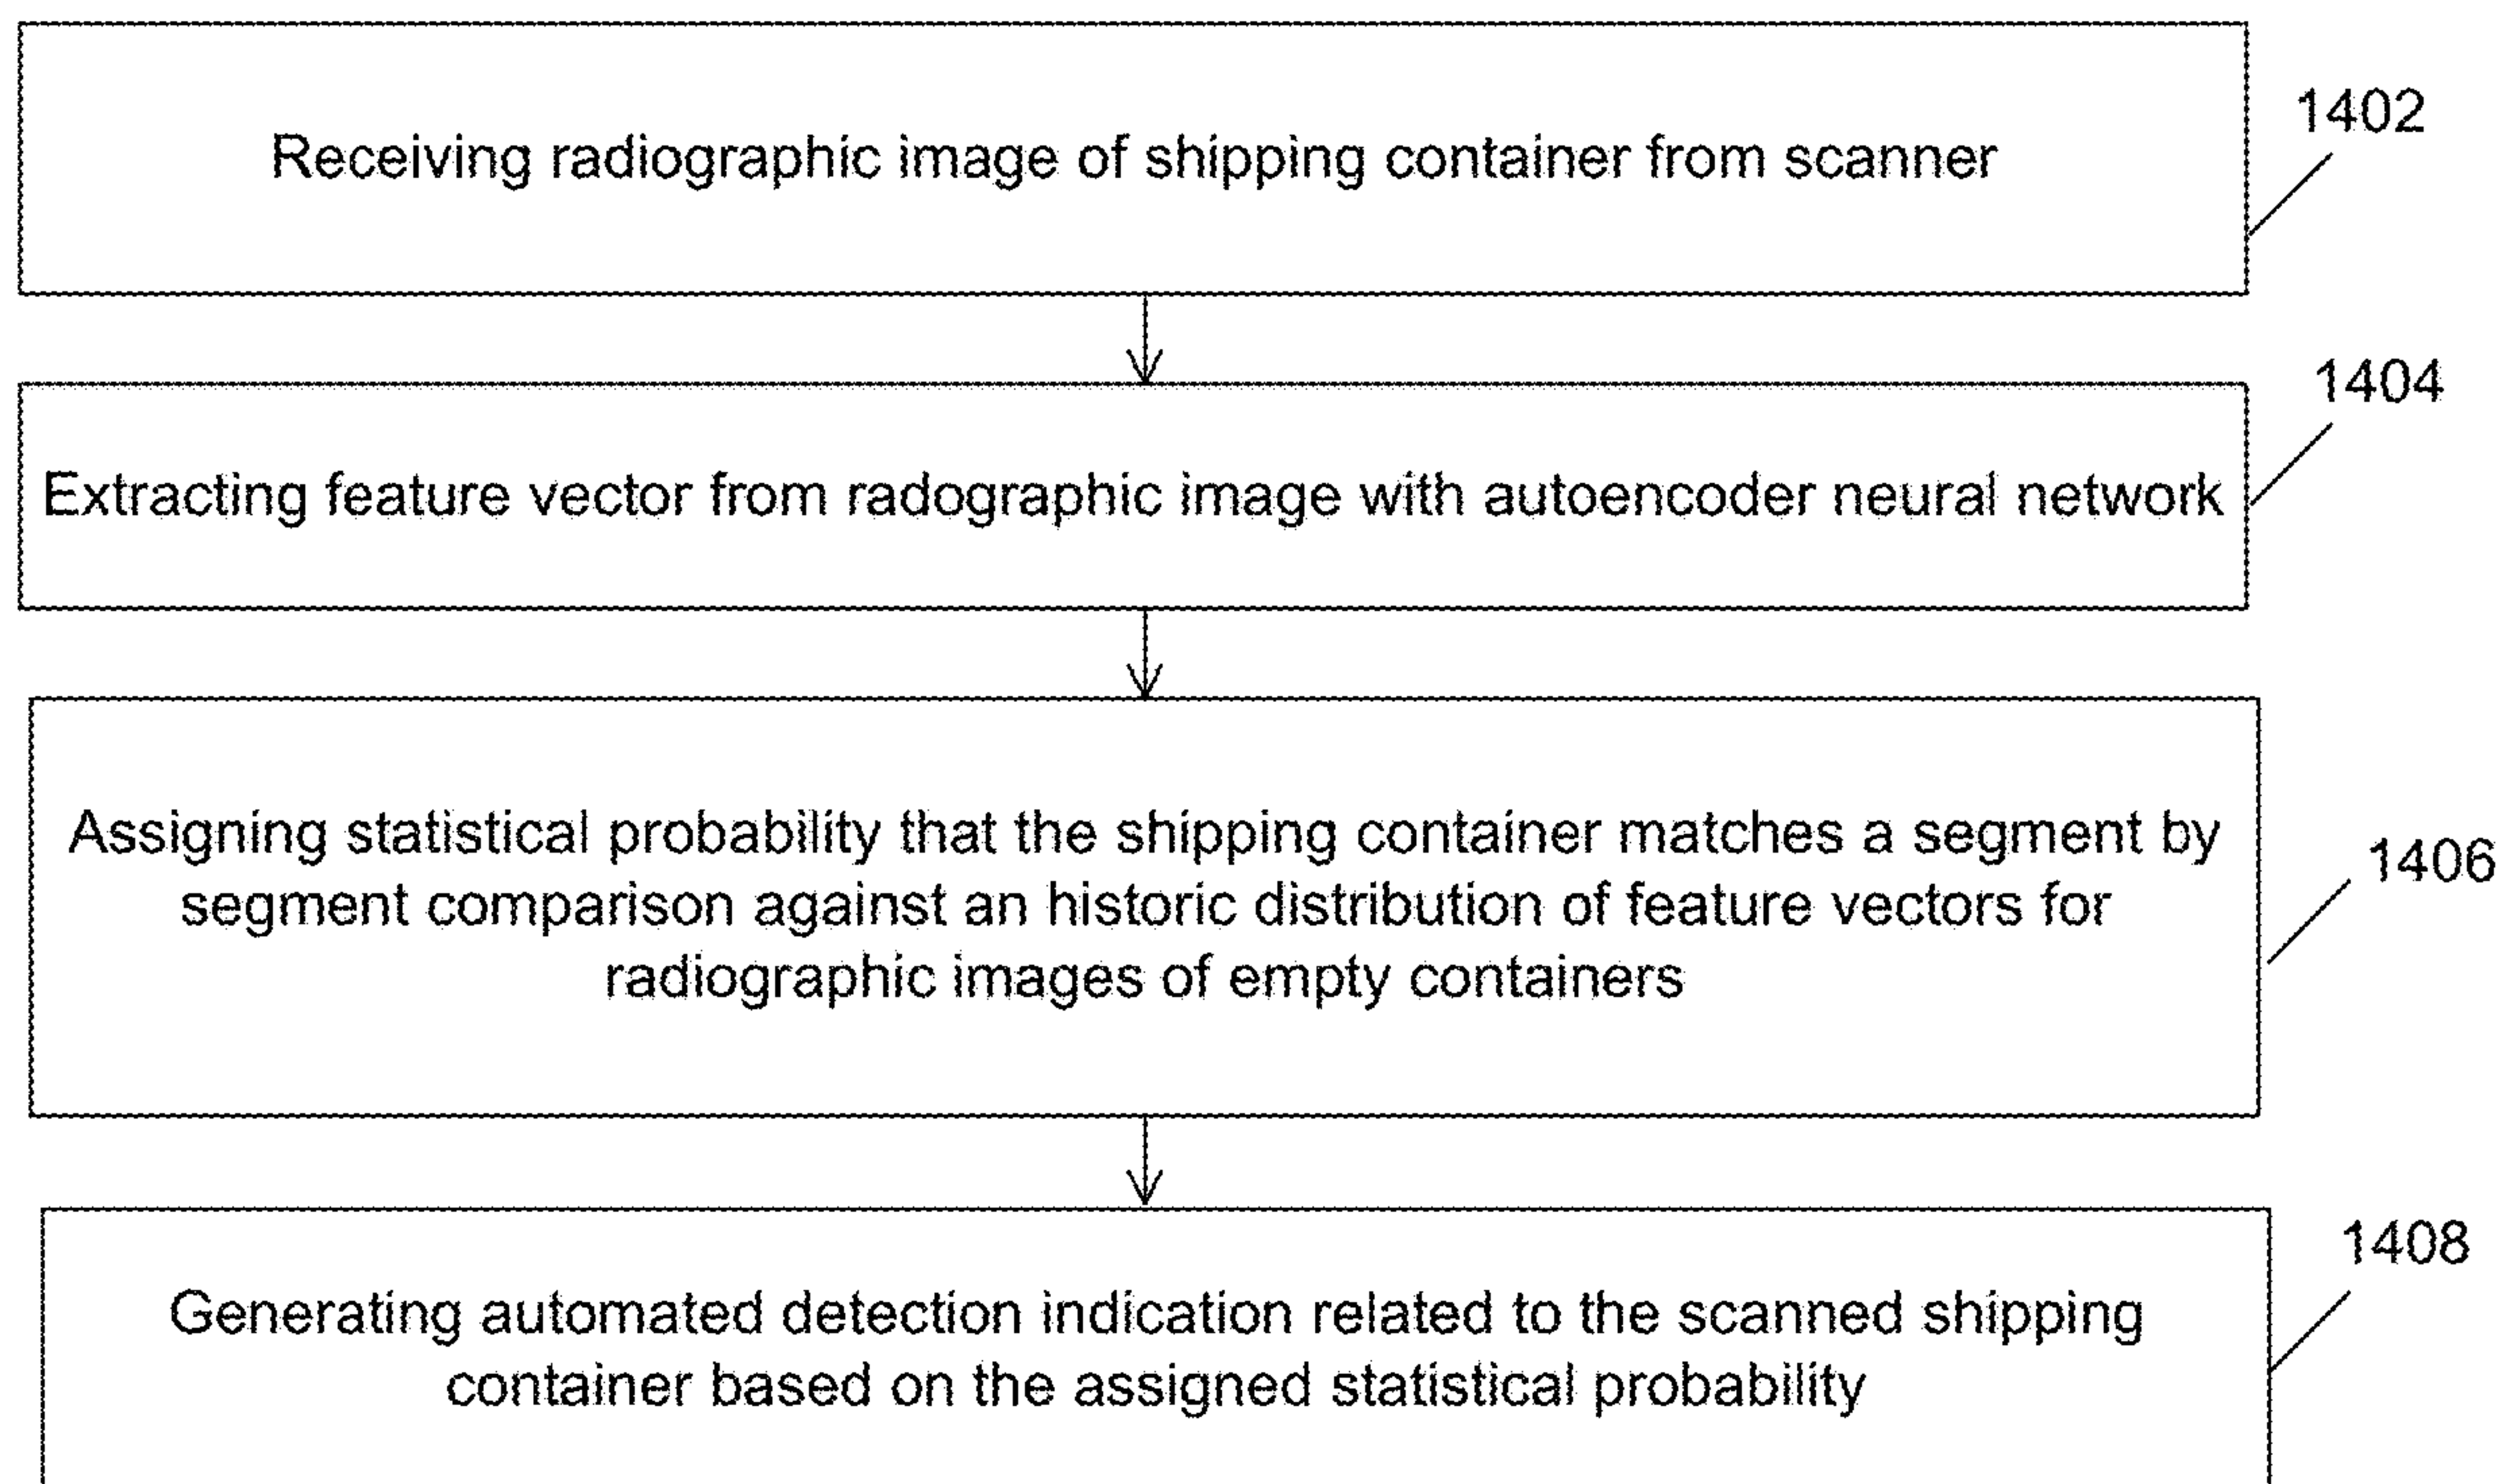 Receiving radiographic image of shipping container from scanner
1402
Extracting feature vector from radographic image with autoencoder neural network
1404
Assigning statistical probability that the shipping container matches a segment by
segment comparison against an historic distribution of feature vectors for
radiographic images of empty containers
1406
Generating automated detection indication related to the scanned shipping
container based on the assigned statistical probability
1408